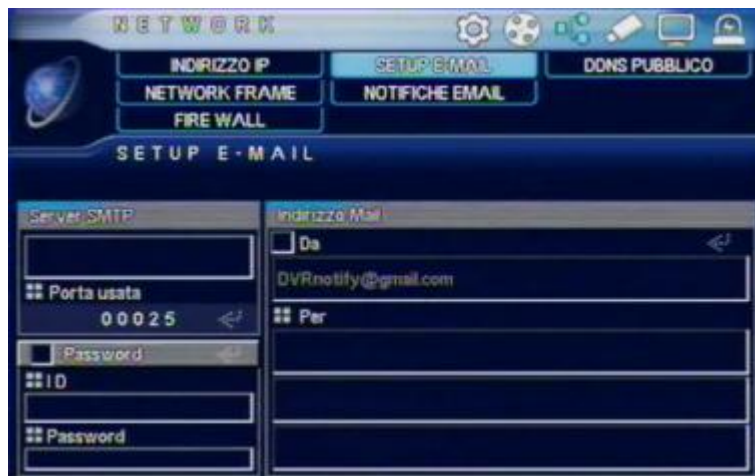 NETWORK
INDIRIZZO IP
SETUP E-MAIL
DDNS PUBBLICO
NETWORK FRAME
NOTIFICHE EMAIL
FIRE WALL
SETUP E-MAIL
Server SMTP
Indirizzo Mail
Da
DVRnotify@gmail.com
Porta usata
00025
Per
Password
ID
Password